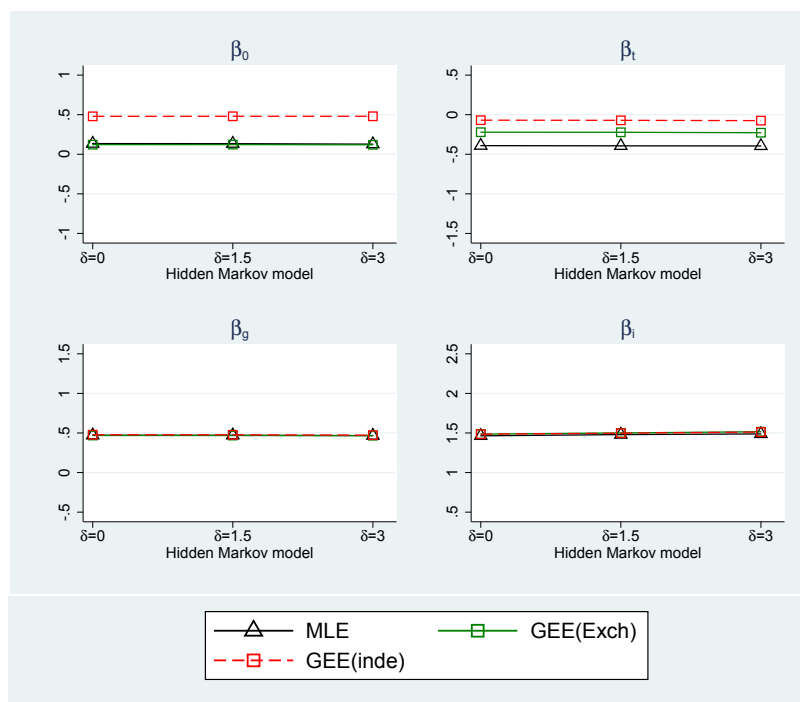 β0
1
.5
0
-.5
-1
δ=0 δ=1.5 δ=3
Hidden Markov model
βt
.5
0
-.5
-1
-1.5
δ=0 δ=1.5 δ=3
Hidden Markov model
βg
1.5
1
.5
0
-.5
δ=0 δ=1.5 δ=3
Hidden Markov model
βi
2.5
2
1.5
1
.5
δ=0 δ=1.5 δ=3
Hidden Markov model
MLE GEE(Exch)
GEE(inde)